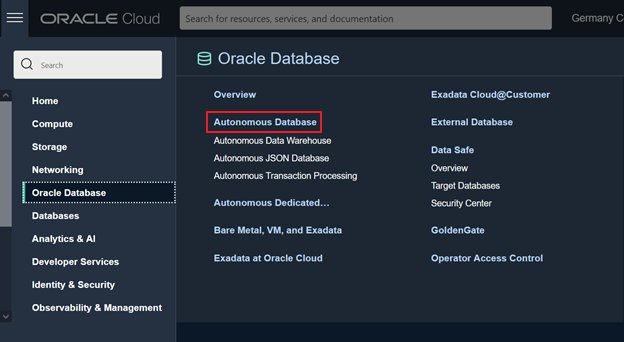 ORACLE Cloud
Search for resources, services, and documentation
Germany C
Search
Home
Compute
Storage
Networking
Oracle Database
Databases
Analytics & AI
Developer Services
Identity & Security
Observability & Management
Oracle Database
Overview
Autonomous Database
Autonomous Data Warehouse
Autonomous JSON Database
Autonomous Transaction Processing
Autonomous Dedicated...
Bare Metal, VM, and Exadata
Exadata at Oracle Cloud
Exadata Cloud@Customer
External Database
Data Safe
Overview
Target Databases
Security Center
GoldenGate
Operator Access Control